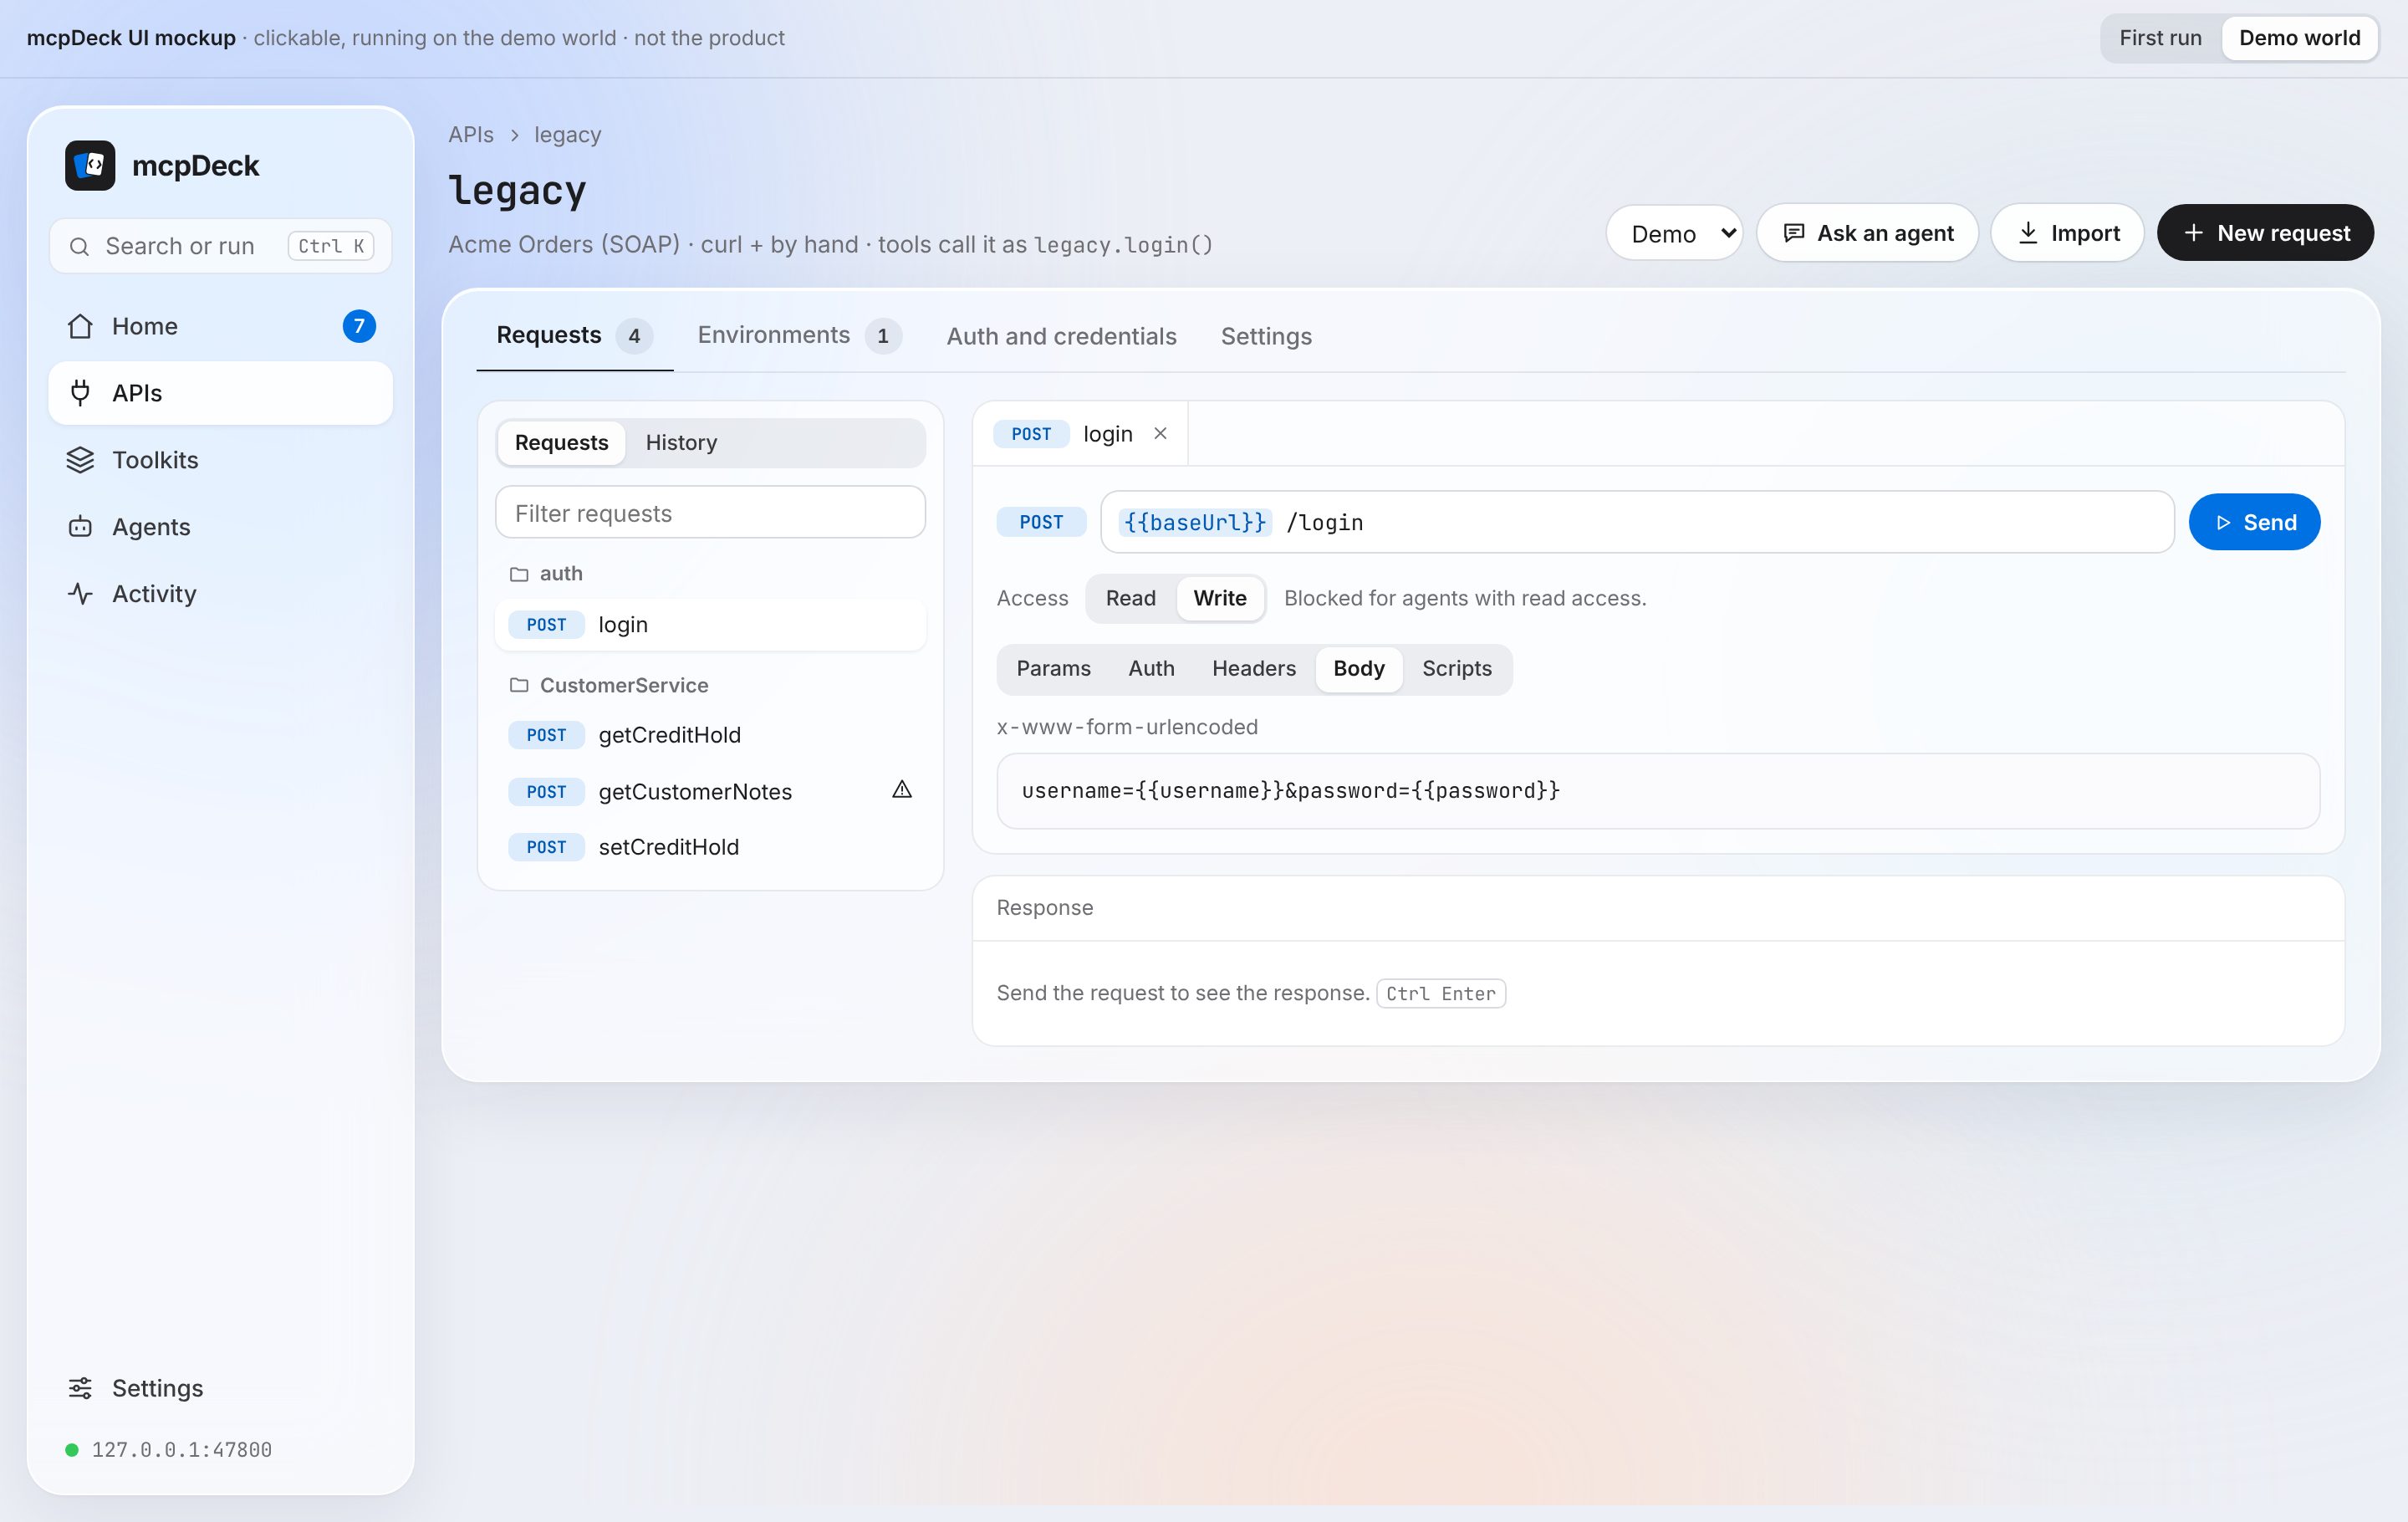 mcpDeck UI mockup · clickable, running on the demo world · not the product
First run
Demo world
mcpDeck
Search or run
Ctrl K
Home
7
APIs
Toolkits
Agents
Activity
Settings
127.0.0.1:47800
APIs > legacy
legacy
Acme Orders (SOAP) · curl + by hand · tools call it as legacy.login()
Demo
Ask an agent
Import
New request
Requests 4
Environments 1
Auth and credentials
Settings
Requests
History
Filter requests
auth
POST login
CustomerService
POST getCreditHold
POST getCustomerNotes
POST setCreditHold
POST login
POST
{{baseUrl}} /login
Send
Access
Read
Write
Blocked for agents with read access.
Params
Auth
Headers
Body
Scripts
x-www-form-urlencoded
username={{username}}&password={{password}}
Response
Send the request to see the response. Ctrl Enter